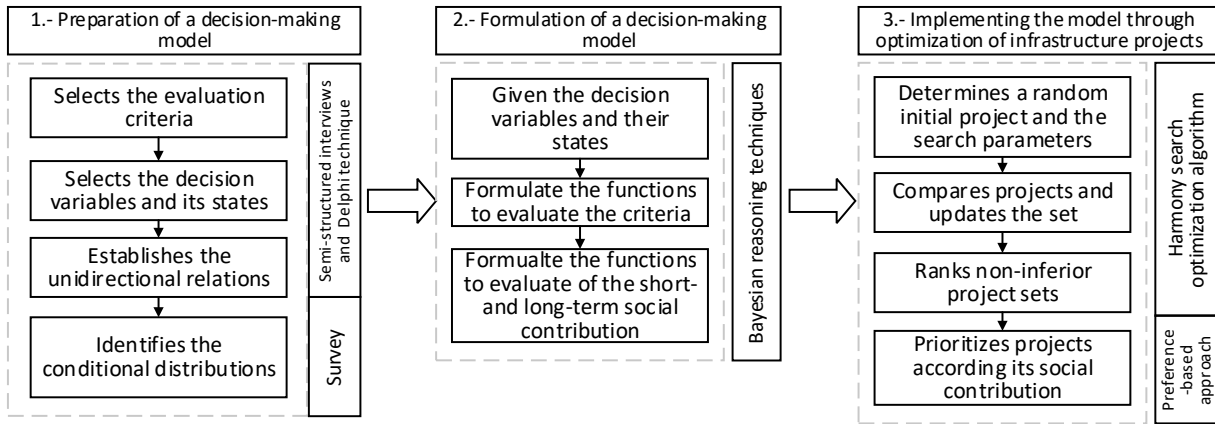 1.- Preparation of a decision-making
model
Selects the evaluation
criteria
Selects the decision
variables and its states
Establishes the
unidirectional relations
Identifies the
conditional distributions
Semi-structured interviews
and Delphi technique
Survey
2.- Formulation of a decision-making
model
Given the decision
variables and their
states
Formulate the functions
to evaluate the criteria
Formualte the functions
to evaluate of the short-
and long-term social
contribution
Bayesian reasoning techniques
3.- Implementing the model through
optimization of infrastructure projects
Determines a random
initial project and the
search parameters
Compares projects and
updates the set
Ranks non-inferior
project sets
Prioritizes projects
according its social
contribution
Harmony search
optimization algorithm
Preference
-based
approach